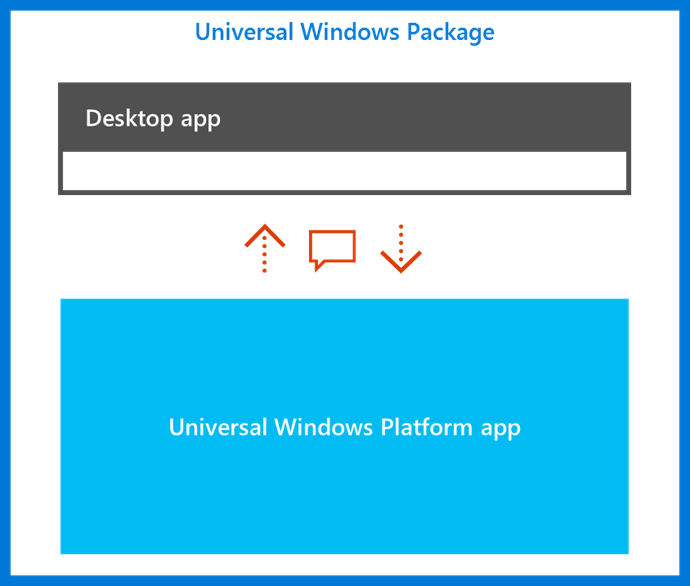 Universal Windows Package
Desktop app
Universal Windows Platform app